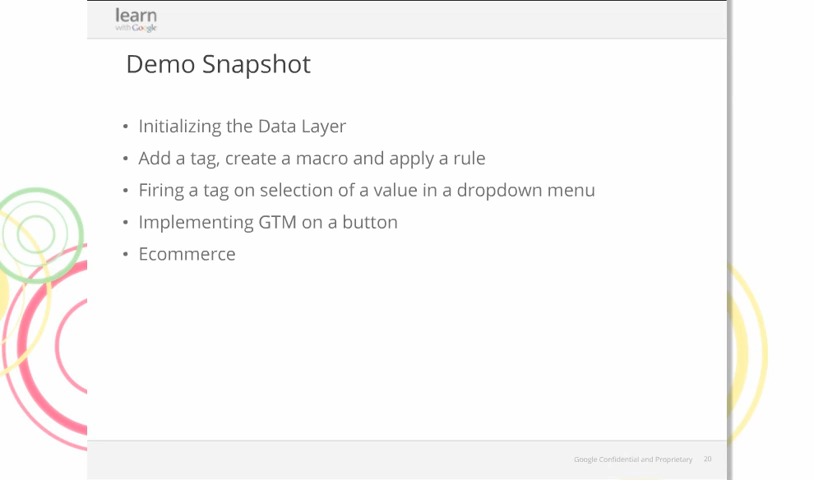 learn
with Google
Demo Snapshot
• Initializing the Data Layer
• Add a tag, create a macro and apply a rule
• Firing a tag on selection of a value in a dropdown menu
• Implementing GTM on a button
• Ecommerce
Google Confidential and Proprietary 20